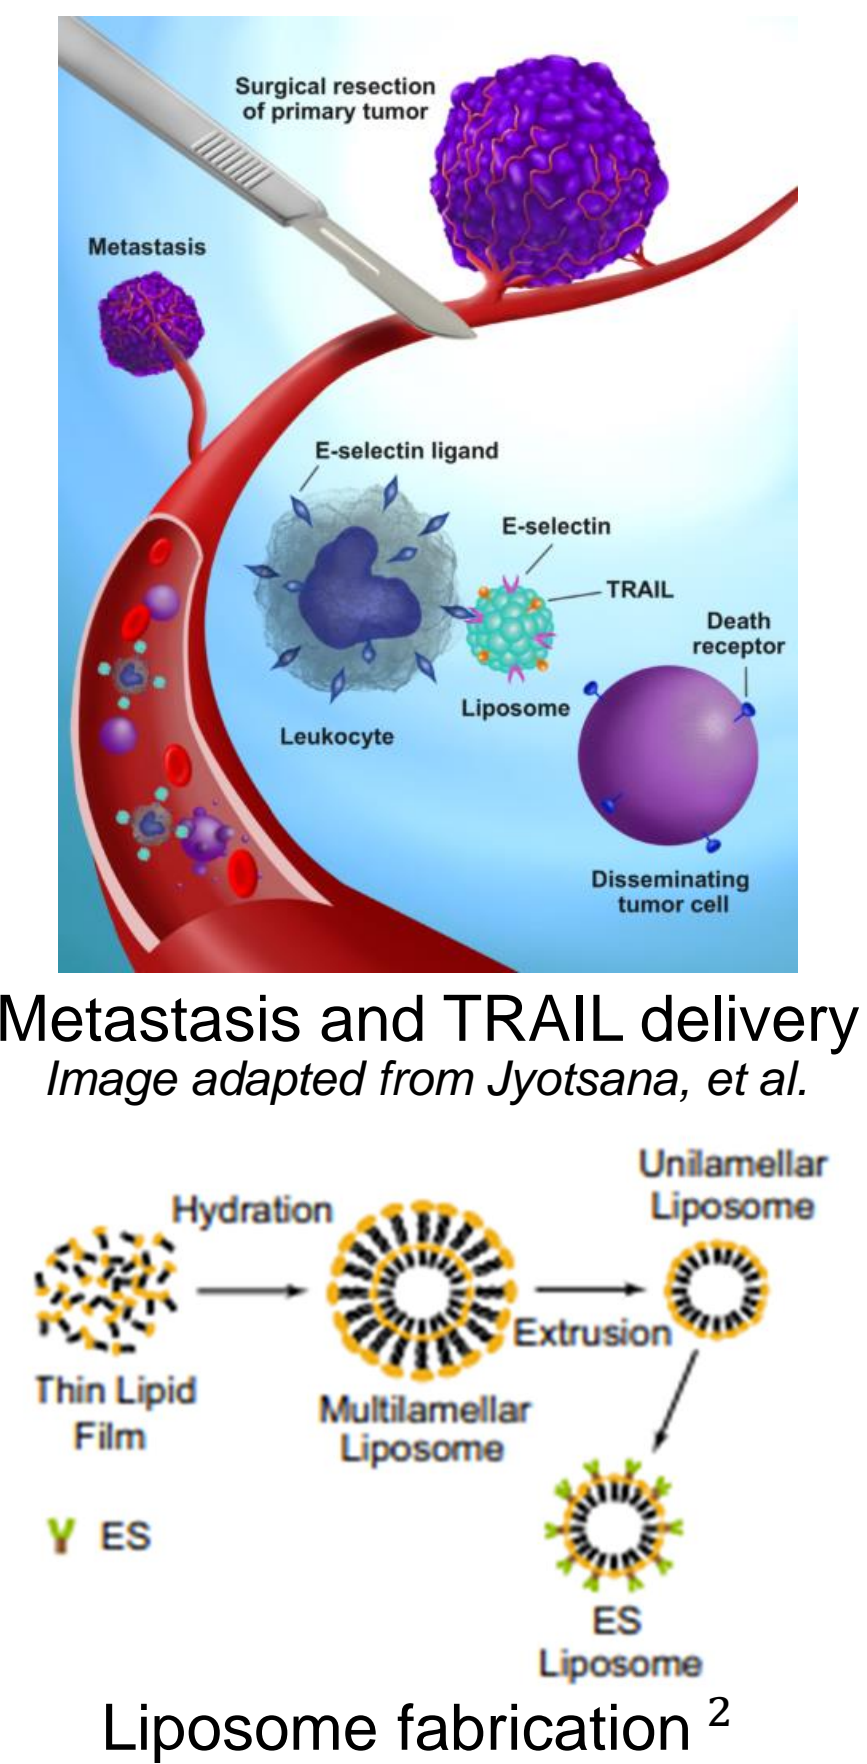 Surgical resection
of primary tumor
Metastasis
E-selectin ligand
E-selectin
TRAIL
Death
receptor
Liposome
Leukocyte
Disseminating
tumor cell
Metastasis and TRAIL delivery
Image adapted from Jyotsana, et al.
Unilamellar
Liposome
Hydration
Extrusion
Thin Lipid
Film
Multilamellar
Liposome
ES
ES
Liposome
Liposome fabrication 2